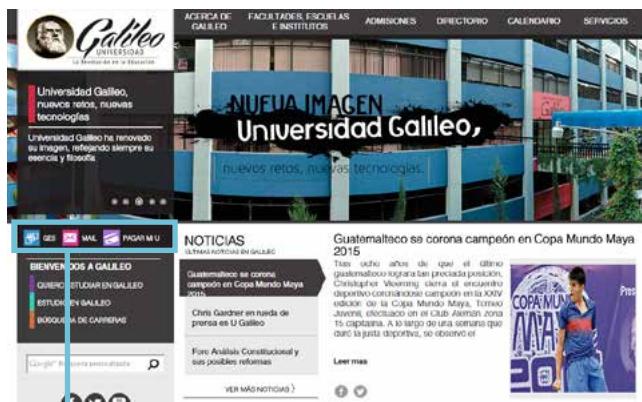 Galileo
UNIVERSIDAD
La Revolución en la Educación
ACERCA DE
GALILEO
FACULTADES, ESCUELAS
E INSTITUTOS
ADMISIONES
DIRECTORIO
CALENDARIO
SERVICIOS
Universidad Galileo,
nuevos retos, nuevas
tecnologías
Universidad Galileo ha renovado
su imagen, reflejando siempre su
esencia y filosofía
NUEVA IMAGEN
Universidad Galileo,
nuevos retos, nuevas tecnologías.
GES
MAIL
PAGAR MI U
BIENVENIDOS A GALILEO
QUIERO ESTUDIAR EN GALILEO
ESTUDIO EN GALILEO
BÚSQUEDA DE CARRERAS
Google Búsqueda personalizada
NOTICIAS
ÚLTIMAS NOTICIAS EN GALILEO
Guatemalteco se corona
campeón en Copa Mundo Maya
2015
Chris Gardner en rueda de
prensa en U Galileo
Foro Análisis Constitucional y
sus posibles reformas
VER MÁS NOTICIAS
Guatemalteco se corona campeón en Copa Mundo Maya
2015
Tras ocho años de que el último
guatemalteco lograra tan preciada posición,
Christopher cierra el encuentro
deportivo coronándose campeón en la XXIV
edición de la Copa Mundo Maya, Torneo
Juvenil, efectuado en el Club Alemán zona
15 capitalina. A lo largo de una semana que
duró la justa deportiva, se observó el
Leer mas
COPA MUN